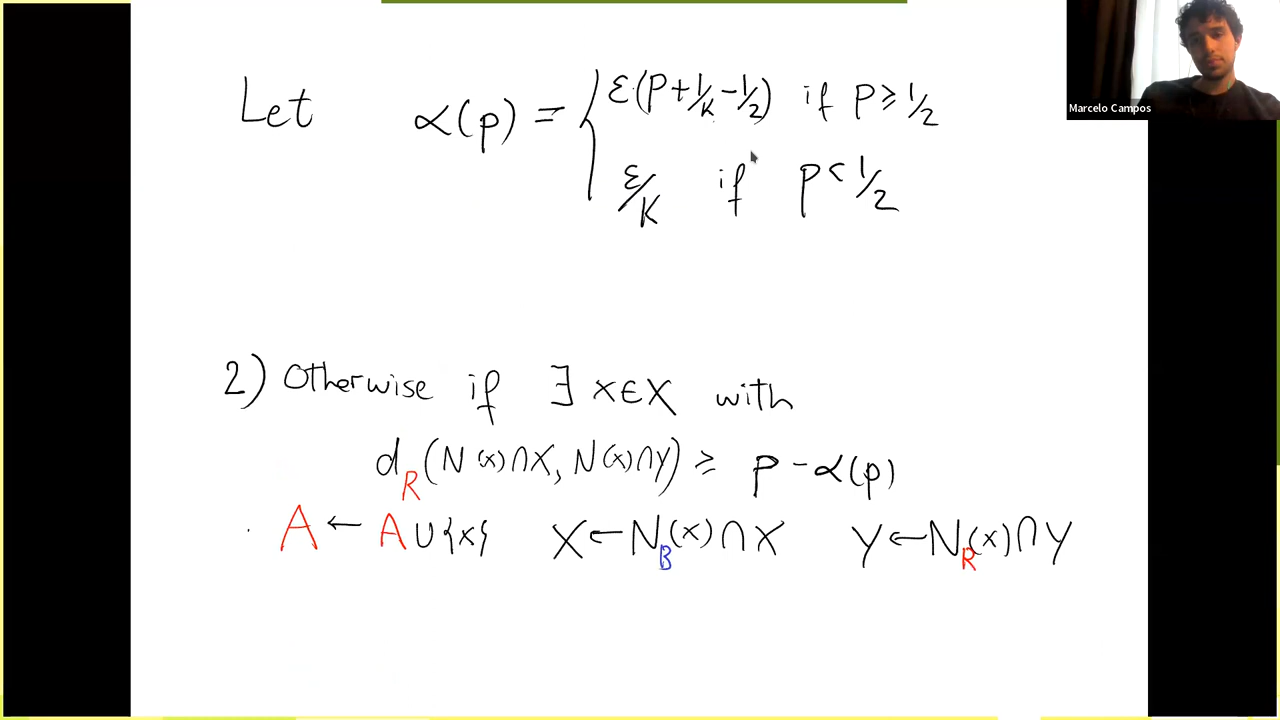 Marcelo Campos
Let α(p) = { ε(p+1/k-1/2) if p ≥ 1/2
ε/k if p < 1/2
2) Otherwise if ∃ x∈X with
d_R(N(x)∩X, N(x)∩Y) ≥ p - α(p)
A ← A∪{x} X ← N_B(x)∩X Y ← N_R(x)∩Y